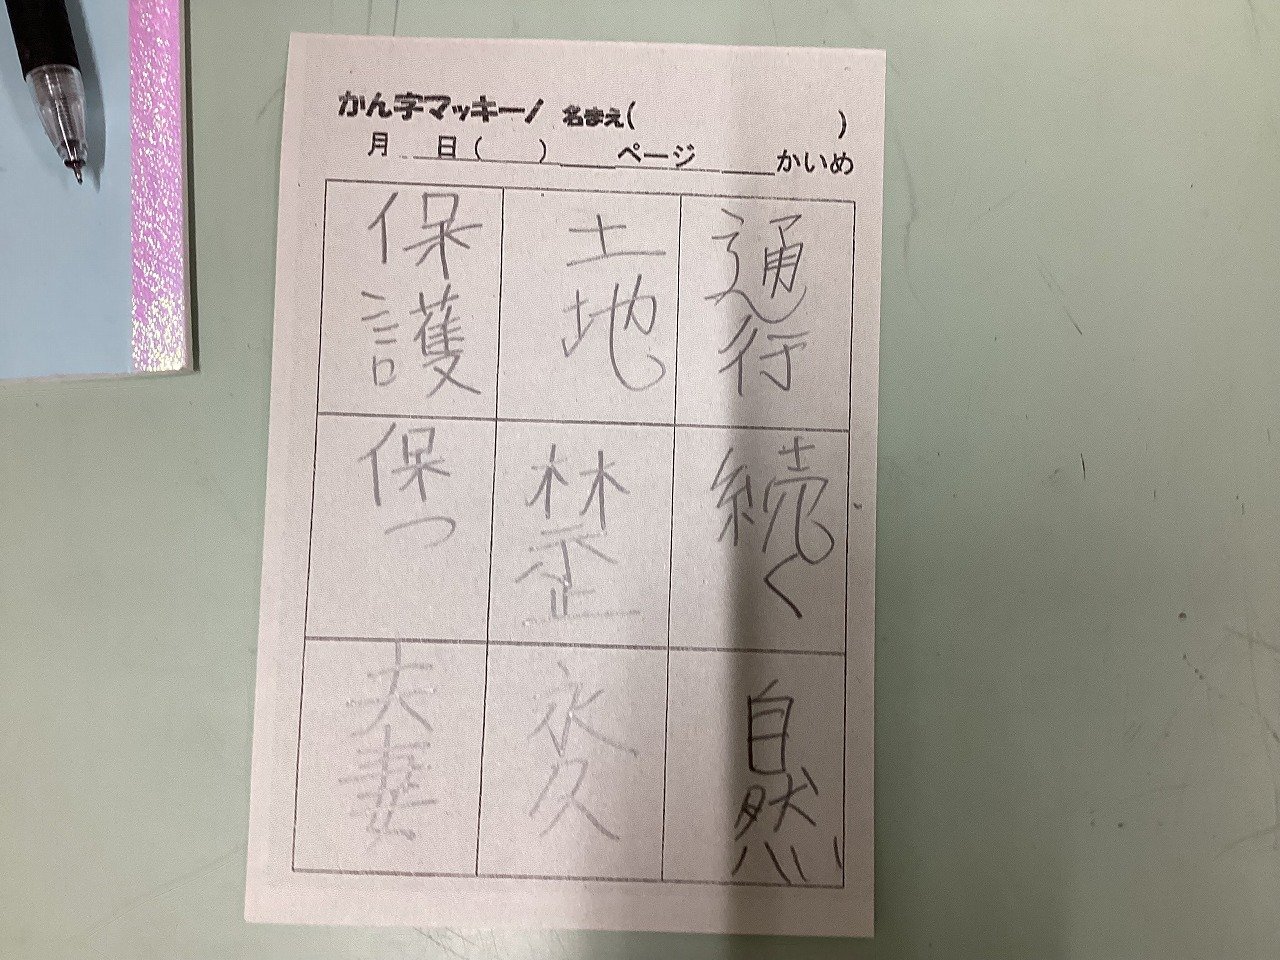 かん字マッキーノ 名まえ( )
月 日( ) ページ かいめ
保護 土地 通行
保つ 禁止 続く
夫妻 永久 自然